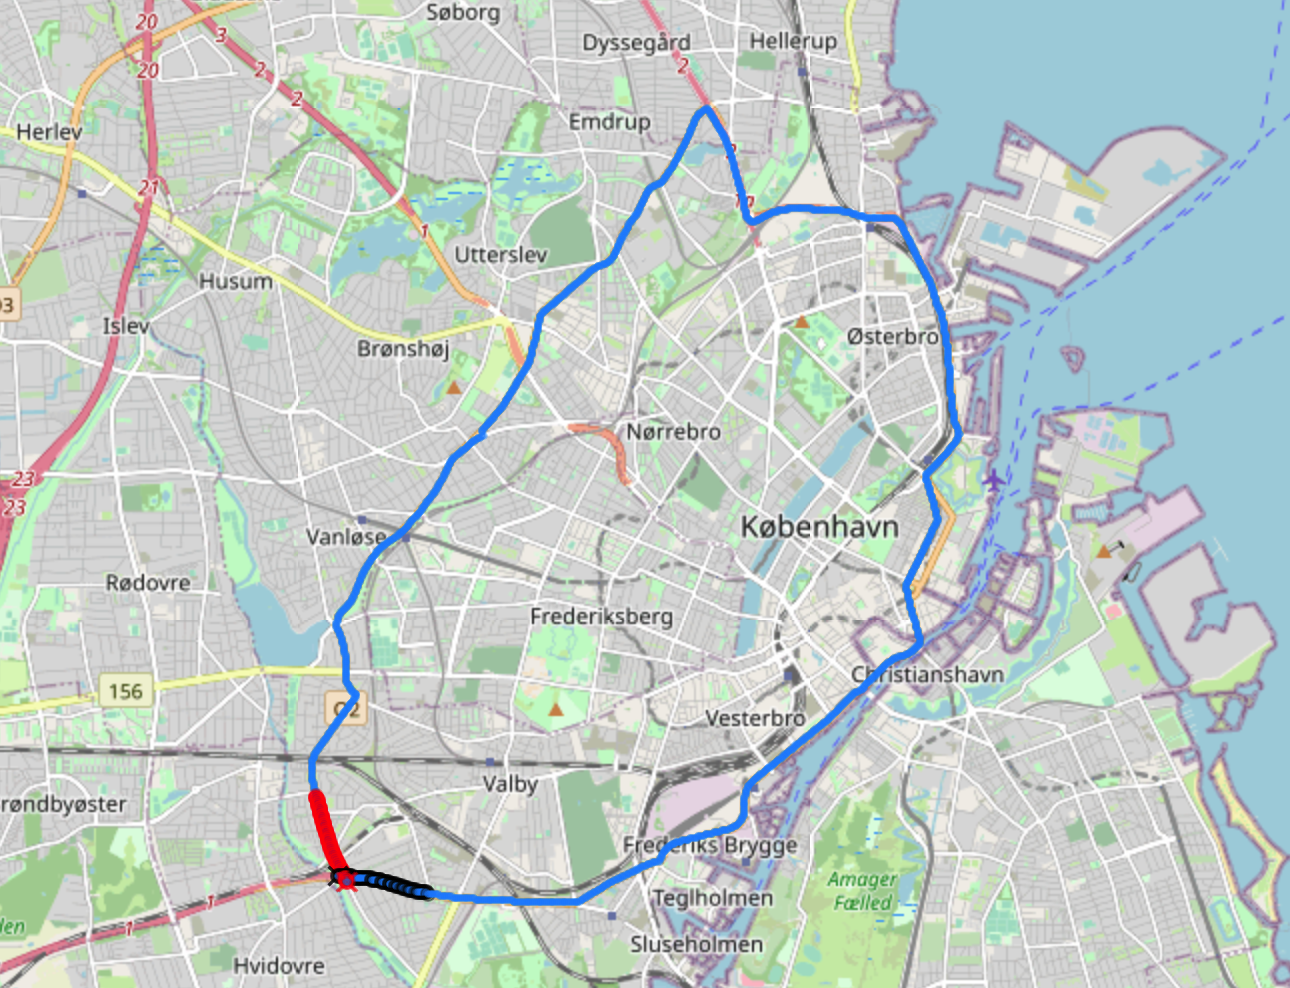 Søborg
20
3
Dyssegård
Hellerup
20
2
2
2
Herlev
Emdrup
21
1
Utterslev
Husum
03
Islev
Brønshøj
Østerbro
Nørrebro
23
23
København
Vanløse
Rødovre
Frederiksberg
Christianshavn
156
O2
Vesterbro
Valby
røndbyøster
Frederiks Brygge
Amager
Fælled
Teglholmen
1
1
den
Sluseholmen
Hvidovre